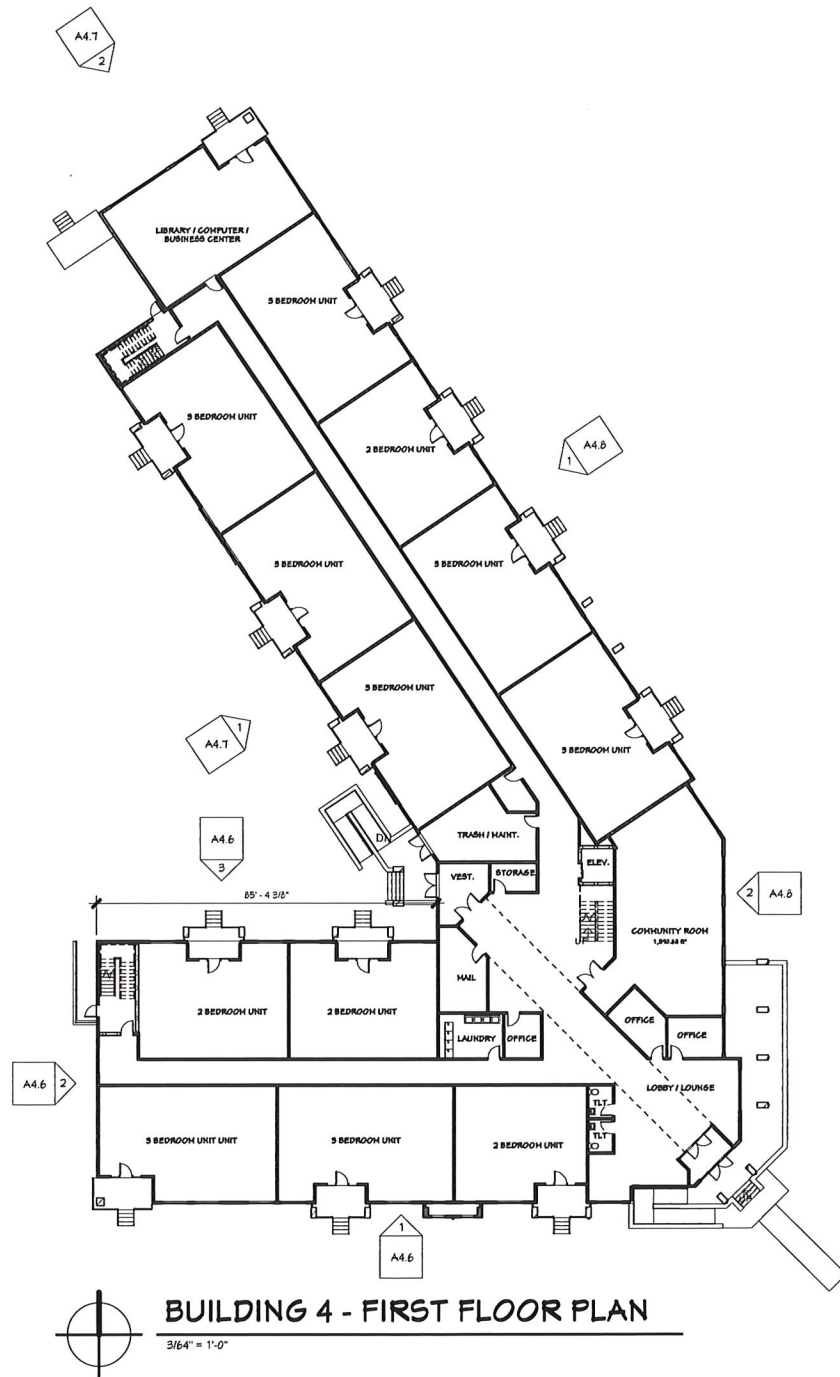 A4.7
2
LIBRARY / COMPUTER /
BUSINESS CENTER
3 BEDROOM UNIT
3 BEDROOM UNIT
2 BEDROOM UNIT
A4.8
1
3 BEDROOM UNIT
3 BEDROOM UNIT
3 BEDROOM UNIT
1
A4.7
3 BEDROOM UNIT
DN
TRASH / MAINT.
A4.6
3
ELEV.
VEST.
STORAGE
85' - 4 3/8"
2
A4.8
COMMUNITY ROOM
UP
MAIL
2 BEDROOM UNIT
2 BEDROOM UNIT
OFFICE
OFFICE
LAUNDRY
OFFICE
A4.6
2
LOBBY / LOUNGE
TLT
TLT
3 BEDROOM UNIT UNIT
3 BEDROOM UNIT
2 BEDROOM UNIT
1
A4.6
BUILDING 4 - FIRST FLOOR PLAN
3/64" = 1'-0"